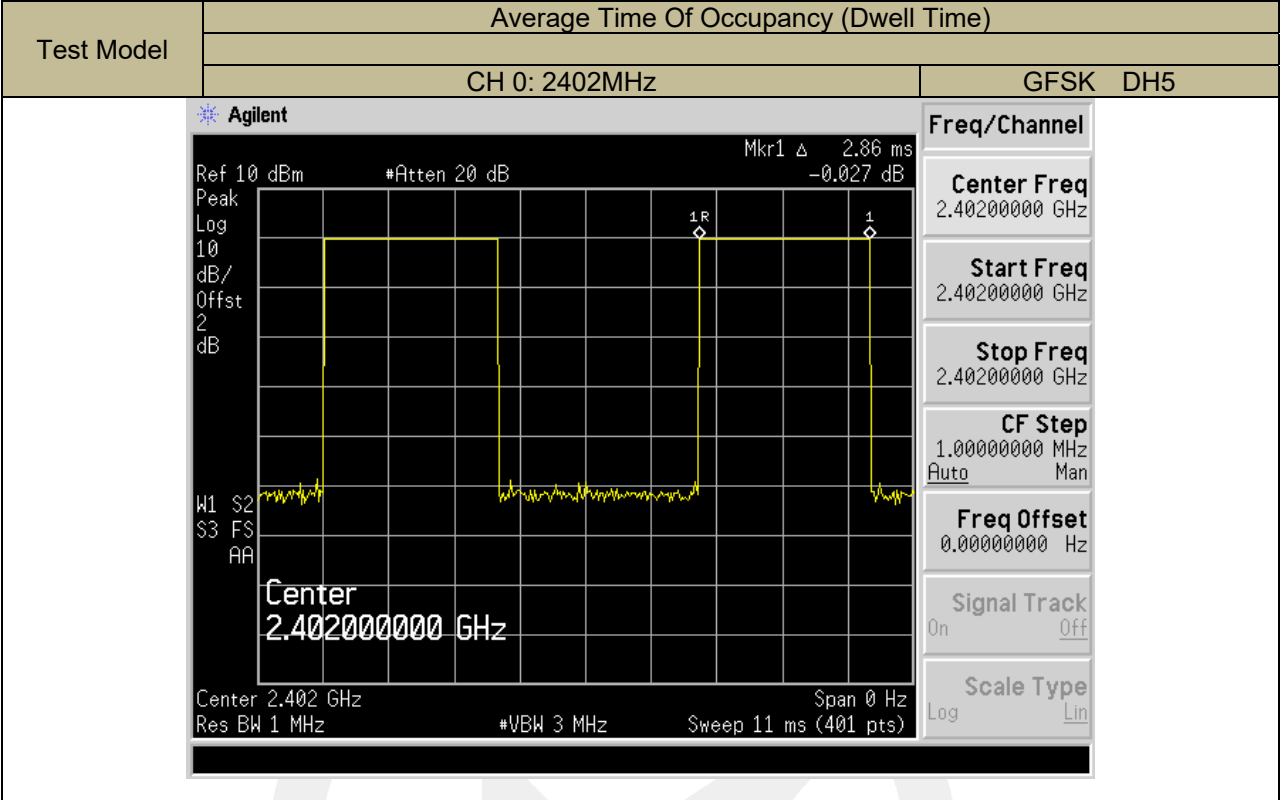 Test Model
Average Time Of Occupancy (Dwell Time)
CH 0: 2402MHz
GFSK DH5
Agilent
Freq/Channel
Mkr1 Δ 2.86 ms
Ref 10 dBm #Atten 20 dB -0.027 dB
Peak
Log
10
dB/
Offst
2
dB
1R
1
W1 S2
S3 FS
AA
Center
2.402000000 GHz
Center 2.402 GHz Span 0 Hz
Res BW 1 MHz #VBW 3 MHz Sweep 11 ms (401 pts)
Center Freq
2.40200000 GHz
Start Freq
2.40200000 GHz
Stop Freq
2.40200000 GHz
CF Step
1.00000000 MHz
Auto Man
Freq Offset
0.00000000 Hz
Signal Track
On Off
Scale Type
Log Lin